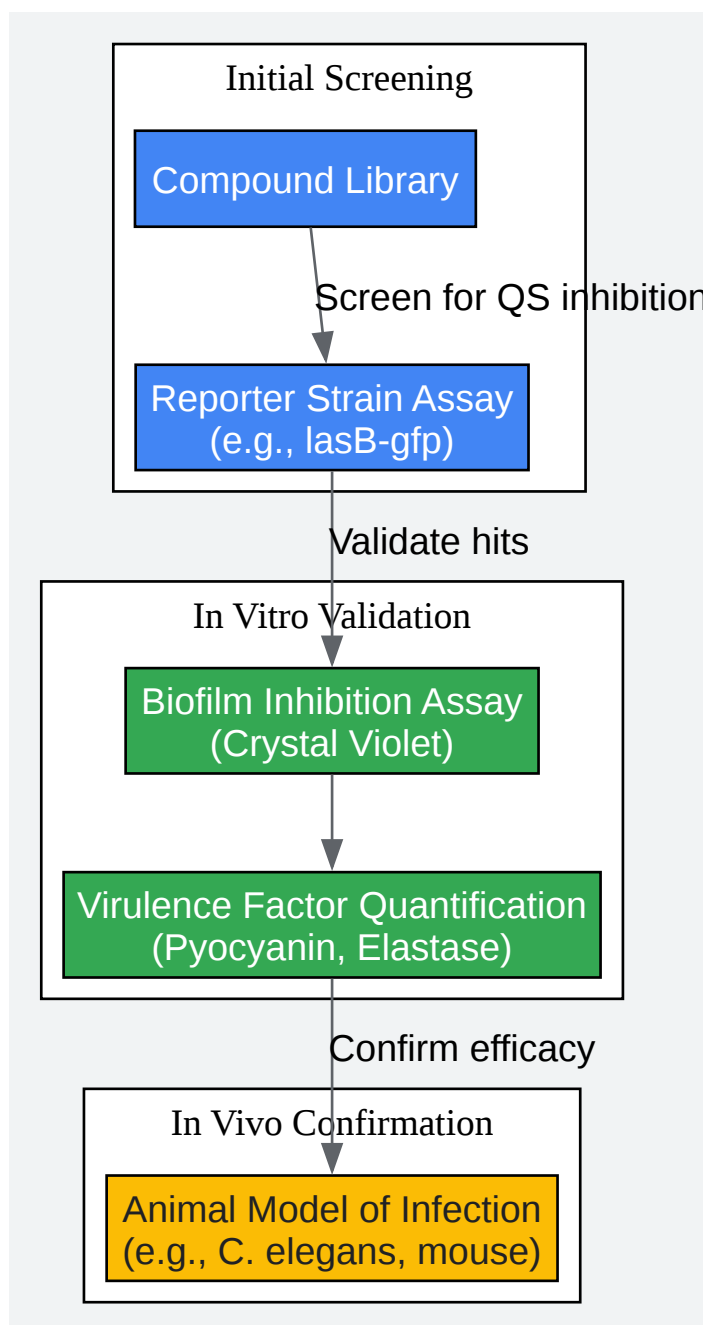 Initial Screening
Compound Library
Screen for QS inhibition
Reporter Strain Assay
(e.g., lasB-gfp)
Validate hits
In Vitro Validation
Biofilm Inhibition Assay
(Crystal Violet)
Virulence Factor Quantification
(Pyocyanin, Elastase)
Confirm efficacy
In Vivo Confirmation
Animal Model of Infection
(e.g., C. elegans, mouse)